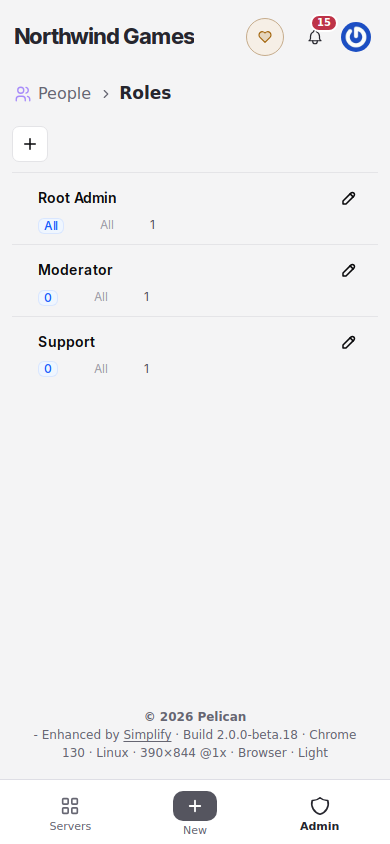 Northwind Games
15
People > Roles
Root Admin
All All 1
Moderator
0 All 1
Support
0 All 1
© 2026 Pelican
- Enhanced by Simplify · Build 2.0.0-beta.18 · Chrome
130 · Linux · 390×844 @1x · Browser · Light
Servers New Admin